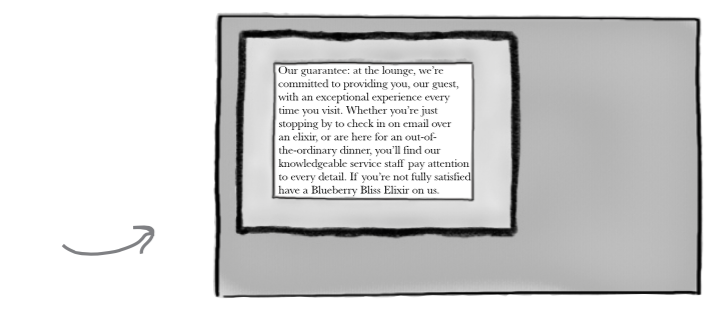 Our guarantee: at the lounge, we're
committed to providing you, our guest,
with an exceptional experience every
time you visit. Whether you're just
stopping by to check in on email over
an elixir, or are here for an out-of-
the-ordinary dinner, you'll find our
knowledgeable service staff pay attention
to every detail. If you're not fully satisfied
have a Blueberry Bliss Elixir on us.